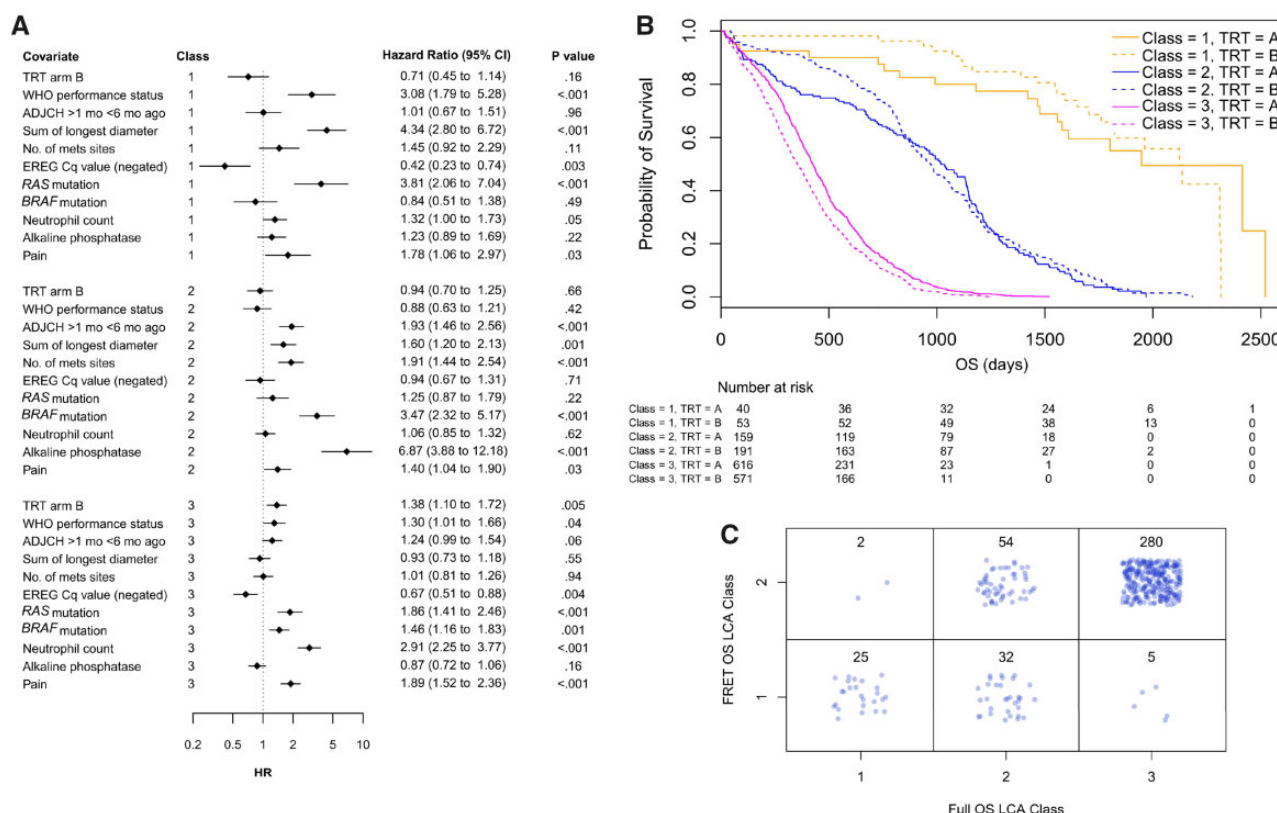 A
Covariate Class Hazard Ratio (95% CI) P value
TRT arm B 1 0.71 (0.45 to 1.14) .16
WHO performance status 1 3.08 (1.79 to 5.28) <.001
ADJCH >1 mo <6 mo ago 1 1.01 (0.67 to 1.51) .96
Sum of longest diameter 1 4.34 (2.80 to 6.72) <.001
No. of mets sites 1 1.45 (0.92 to 2.29) .11
EREG Cq value (negated) 1 0.42 (0.23 to 0.74) .003
RAS mutation 1 3.81 (2.06 to 7.04) <.001
BRAF mutation 1 0.84 (0.51 to 1.38) .49
Neutrophil count 1 1.32 (1.00 to 1.73) .05
Alkaline phosphatase 1 1.23 (0.89 to 1.69) .22
Pain 1 1.78 (1.06 to 2.97) .03
TRT arm B 2 0.94 (0.70 to 1.25) .66
WHO performance status 2 0.88 (0.63 to 1.21) .42
ADJCH >1 mo <6 mo ago 2 1.93 (1.46 to 2.56) <.001
Sum of longest diameter 2 1.60 (1.20 to 2.13) .001
No. of mets sites 2 1.91 (1.44 to 2.54) <.001
EREG Cq value (negated) 2 0.94 (0.67 to 1.31) .71
RAS mutation 2 1.25 (0.87 to 1.79) .22
BRAF mutation 2 3.47 (2.32 to 5.17) <.001
Neutrophil count 2 1.06 (0.85 to 1.32) .62
Alkaline phosphatase 2 6.87 (3.88 to 12.18) <.001
Pain 2 1.40 (1.04 to 1.90) .03
TRT arm B 3 1.38 (1.10 to 1.72) .005
WHO performance status 3 1.30 (1.01 to 1.66) .04
ADJCH >1 mo <6 mo ago 3 1.24 (0.99 to 1.54) .06
Sum of longest diameter 3 0.93 (0.73 to 1.18) .55
No. of mets sites 3 1.01 (0.81 to 1.26) .94
EREG Cq value (negated) 3 0.67 (0.51 to 0.88) .004
RAS mutation 3 1.86 (1.41 to 2.46) <.001
BRAF mutation 3 1.46 (1.16 to 1.83) .001
Neutrophil count 3 2.91 (2.25 to 3.77) <.001
Alkaline phosphatase 3 0.87 (0.72 to 1.06) .16
Pain 3 1.89 (1.52 to 2.36) <.001
0.2 0.5 1 2 5 10
HR
B
Probability of Survival
1.0
0.8
0.6
0.4
0.2
0.0
Class = 1, TRT = A
Class = 1, TRT = B
Class = 2, TRT = A
Class = 2, TRT = B
Class = 3, TRT = A
Class = 3, TRT = B
0 500 1000 1500 2000 2500
OS (days)
Number at risk
Class = 1, TRT = A 40 36 32 24 6 1
Class = 1, TRT = B 53 52 49 38 13 0
Class = 2, TRT = A 159 119 79 18 0 0
Class = 2, TRT = B 191 163 87 27 2 0
Class = 3, TRT = A 616 231 23 1 0 0
Class = 3, TRT = B 571 166 11 0 0 0
C
FRET OS LCA Class
2 54 280
2
25 32 5
1
1 2 3
Full OS LCA Class